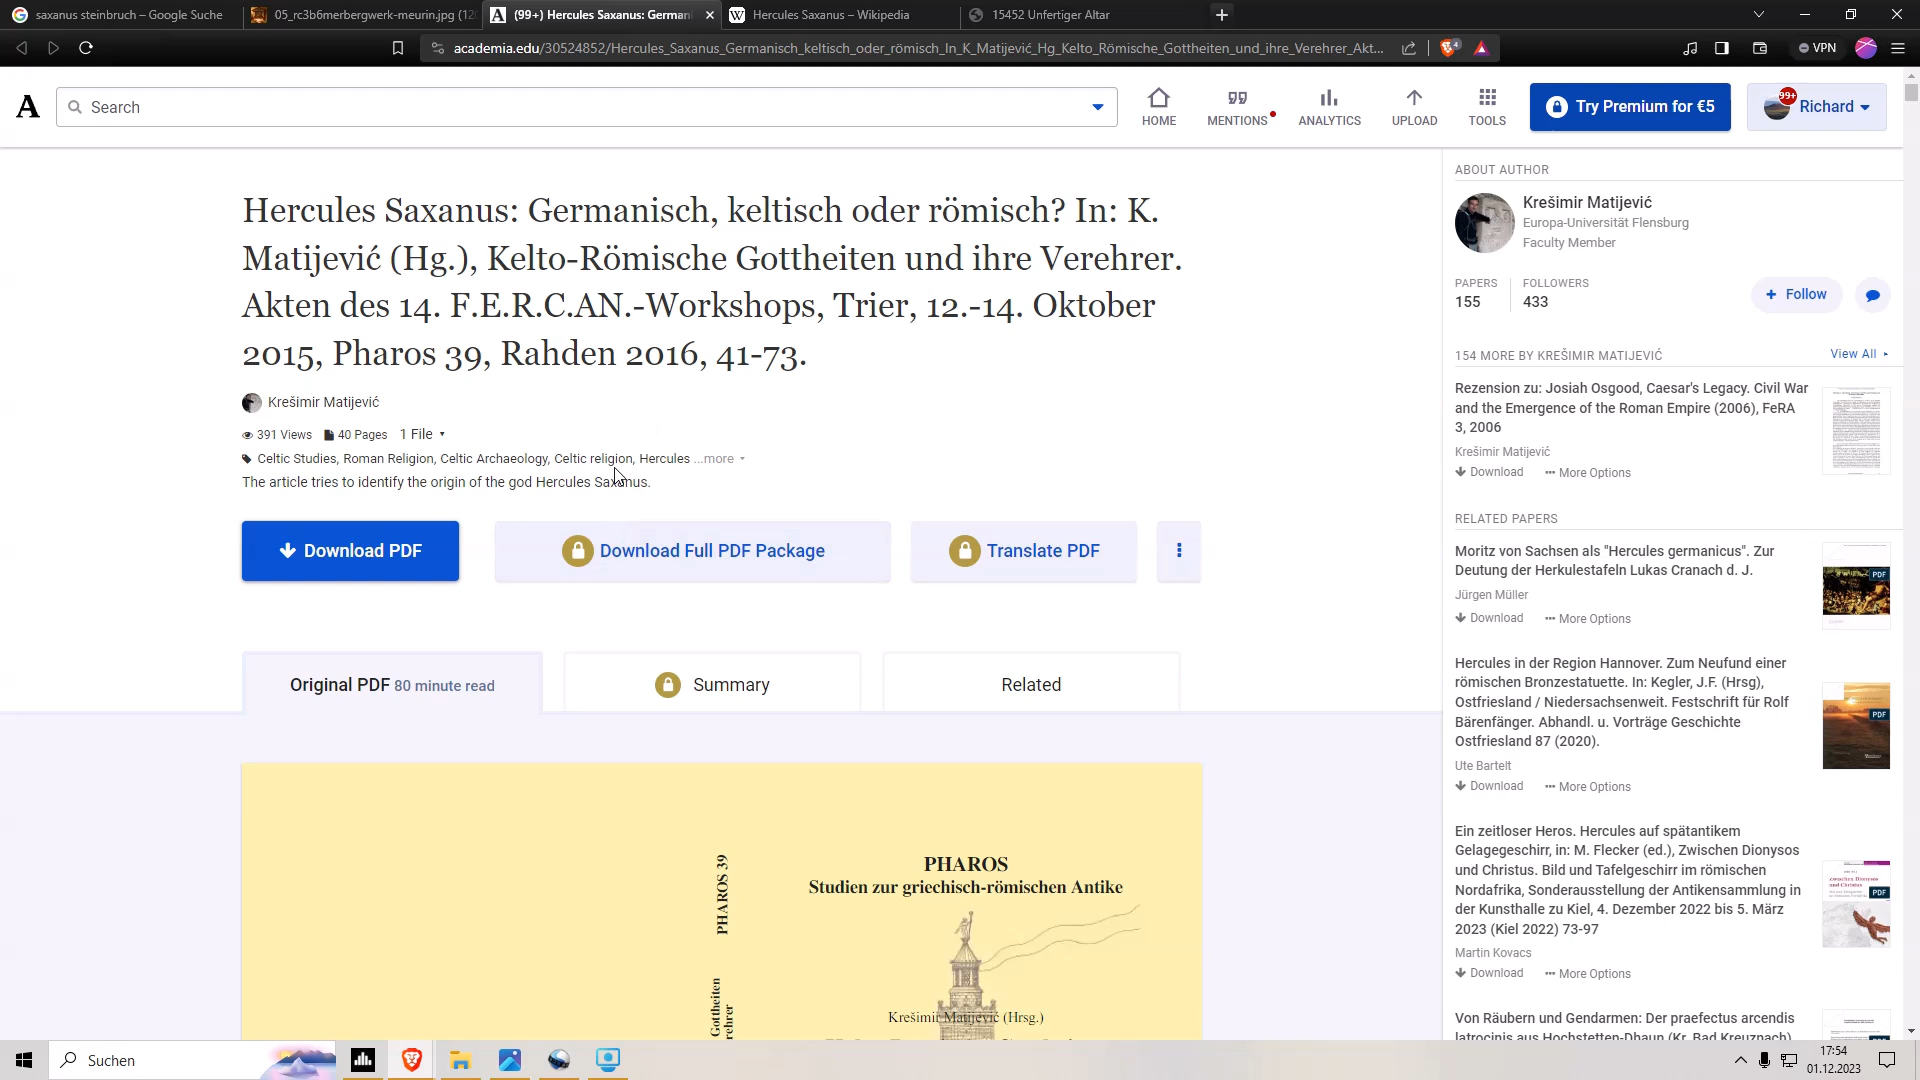 saxanus steinbruch – Google Suche
05_rc3b6merbergwerk-meurin.jpg (12
(99+) Hercules Saxanus: German
Hercules Saxanus – Wikipedia
15452 Unfertiger Altar
academia.edu/30524852/Hercules_Saxanus_Germanisch_keltisch_oder_römisch_In_K_Matijević_Hg_Kelto_Römische_Gottheiten_und_ihre_Verehrer_Akt...
4
VPN
A
Search
HOME
MENTIONS
ANALYTICS
UPLOAD
TOOLS
Try Premium for €5
99+
Richard
Hercules Saxanus: Germanisch, keltisch oder römisch? In: K.
Matijević (Hg.), Kelto-Römische Gottheiten und ihre Verehrer.
Akten des 14. F.E.R.C.AN.-Workshops, Trier, 12.-14. Oktober
2015, Pharos 39, Rahden 2016, 41-73.
Krešimir Matijević
391 Views 40 Pages 1 File
Celtic Studies, Roman Religion, Celtic Archaeology, Celtic religion, Hercules ...more
The article tries to identify the origin of the god Hercules Saxanus.
Download PDF
Download Full PDF Package
Translate PDF
Original PDF 80 minute read
Summary
Related
PHAROS 39
Gottheiten
PHAROS
Studien zur griechisch-römischen Antike
Krešimir Matijević (Hrsg.)
ABOUT AUTHOR
Krešimir Matijević
Europa-Universität Flensburg
Faculty Member
PAPERS
155
FOLLOWERS
433
+ Follow
154 MORE BY KREŠIMIR MATIJEVIĆ
View All
Rezension zu: Josiah Osgood, Caesar's Legacy. Civil War
and the Emergence of the Roman Empire (2006), FeRA
3, 2006
Krešimir Matijević
Download ••• More Options
RELATED PAPERS
Moritz von Sachsen als "Hercules germanicus". Zur
Deutung der Herkulestafeln Lukas Cranach d. J.
Jürgen Müller
Download ••• More Options
PDF
Hercules in der Region Hannover. Zum Neufund einer
römischen Bronzestatuette. In: Kegler, J.F. (Hrsg),
Ostfriesland / Niedersachsenweit. Festschrift für Rolf
Bärenfänger. Abhandl. u. Vorträge Geschichte
Ostfriesland 87 (2020).
Ute Bartelt
Download ••• More Options
PDF
Ein zeitloser Heros. Hercules auf spätantikem
Gelagegeschirr, in: M. Flecker (ed.), Zwischen Dionysos
und Christus. Bild und Tafelgeschirr im römischen
Nordafrika, Sonderausstellung der Antikensammlung in
der Kunsthalle zu Kiel, 4. Dezember 2022 bis 5. März
2023 (Kiel 2022) 73-97
Martin Kovacs
Download ••• More Options
PDF
Von Räubern und Gendarmen: Der praefectus arcendis
latrociniis aus Hochstetten-Dhaun (Kr. Bad Kreuznach)
Suchen
17:54
01.12.2023